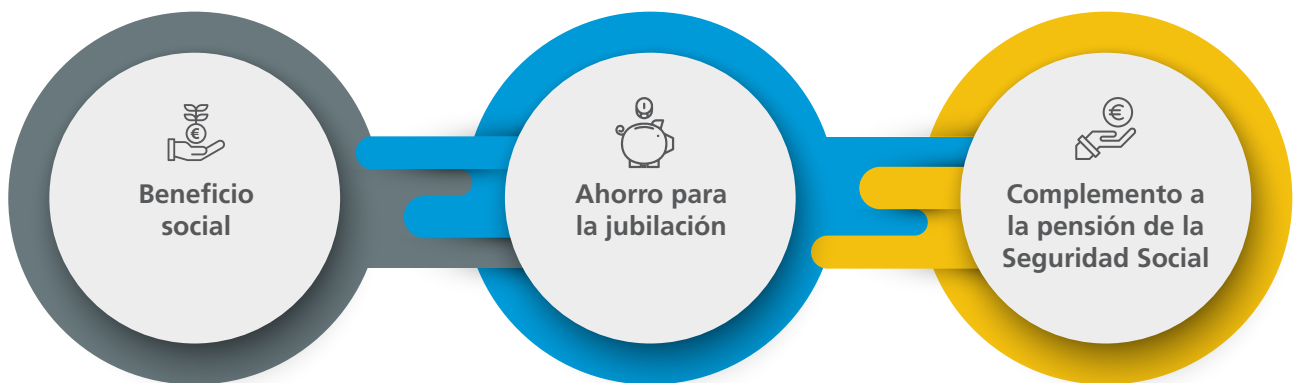 Beneficio
social
Ahorro para
la jubilación
Complemento a
la pensión de la
Seguridad Social